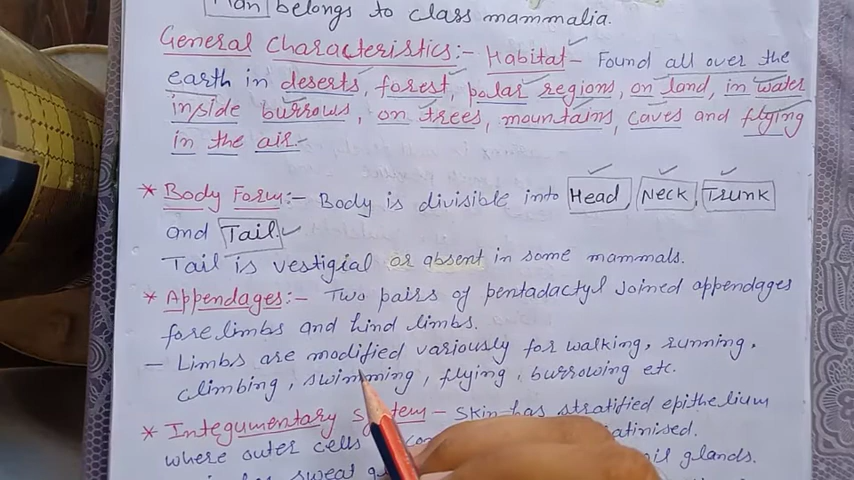 Man belongs to class mammalia.
General Characteristics:- Habitat - Found all over the
earth in deserts, forest, polar regions, on land, in water
inside burrows, on trees, mountains, caves and flying
in the air.
* Body Form:- Body is divisible into Head, Neck, Trunk
and Tail.
Tail is vestigial or absent in some mammals.
* Appendages:- Two pairs of pentadactyl joined appendages
fore limbs and hind limbs.
- Limbs are modified variously for walking, running,
climbing, swimming, flying, burrowing etc.
* Integumentary System - Skin has stratified epithelium
where outer cells
sweat glands.